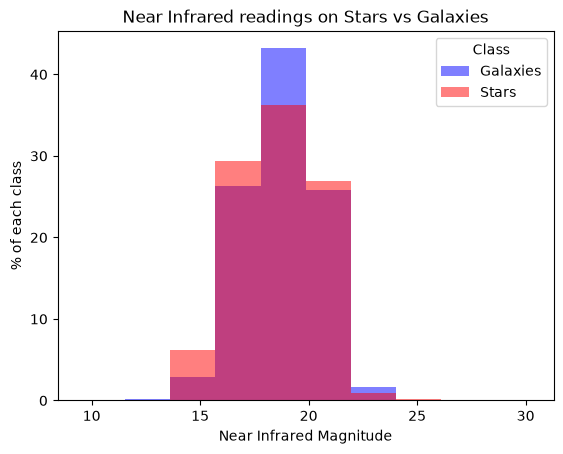 Near Infrared readings on Stars vs Galaxies
Class
Galaxies
Stars
% of each class
40
30
20
10
0
10 15 20 25 30
Near Infrared Magnitude